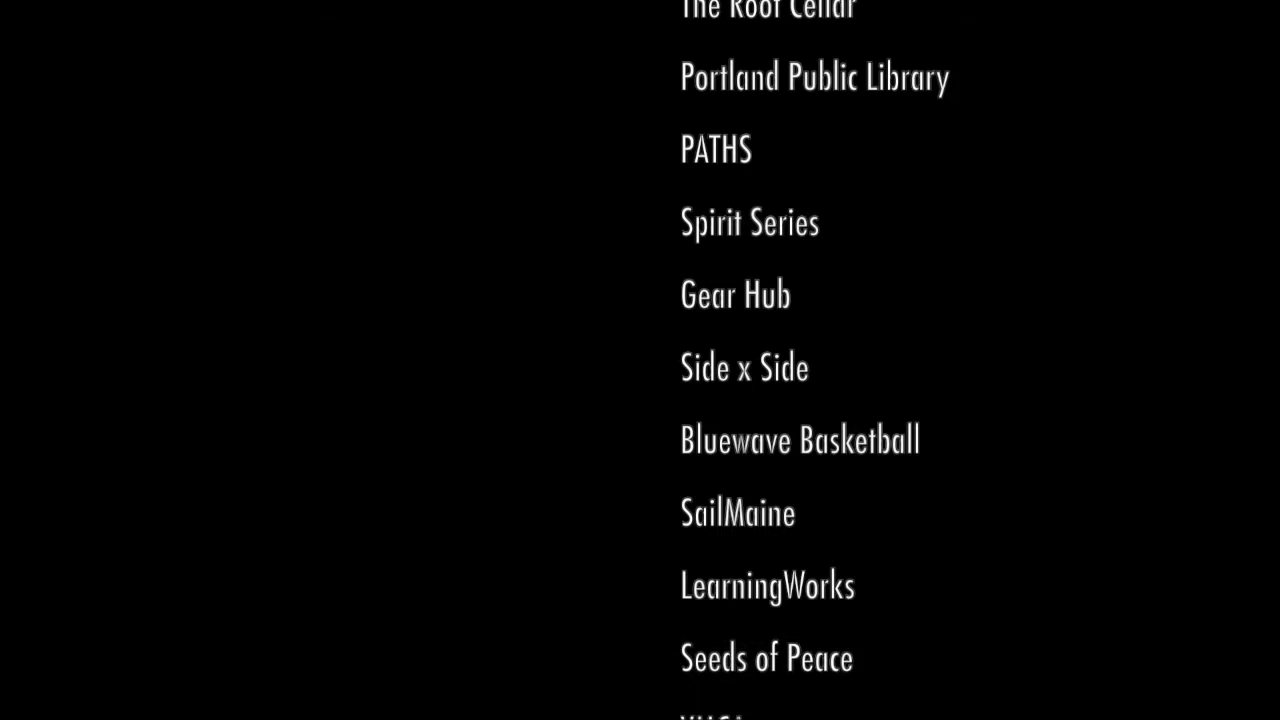 The Root Cellar
Portland Public Library
PATHS
Spirit Series
Gear Hub
Side x Side
Bluewave Basketball
SailMaine
LearningWorks
Seeds of Peace